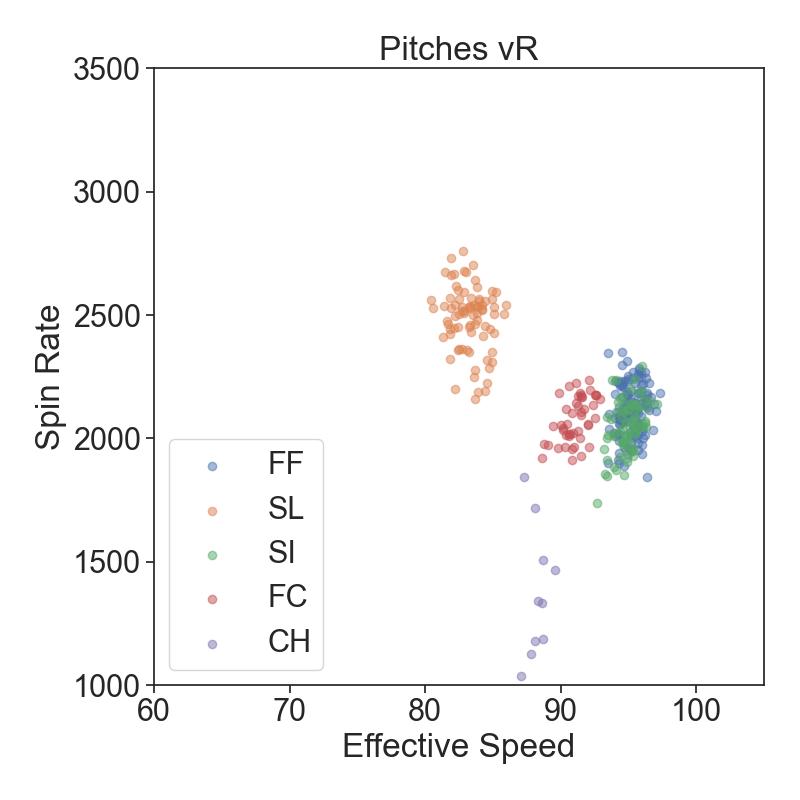 Pitches vR
3500
3000
2500
2000
1500
1000
Spin Rate
FF
SL
SI
FC
CH
60 70 80 90 100
Effective Speed